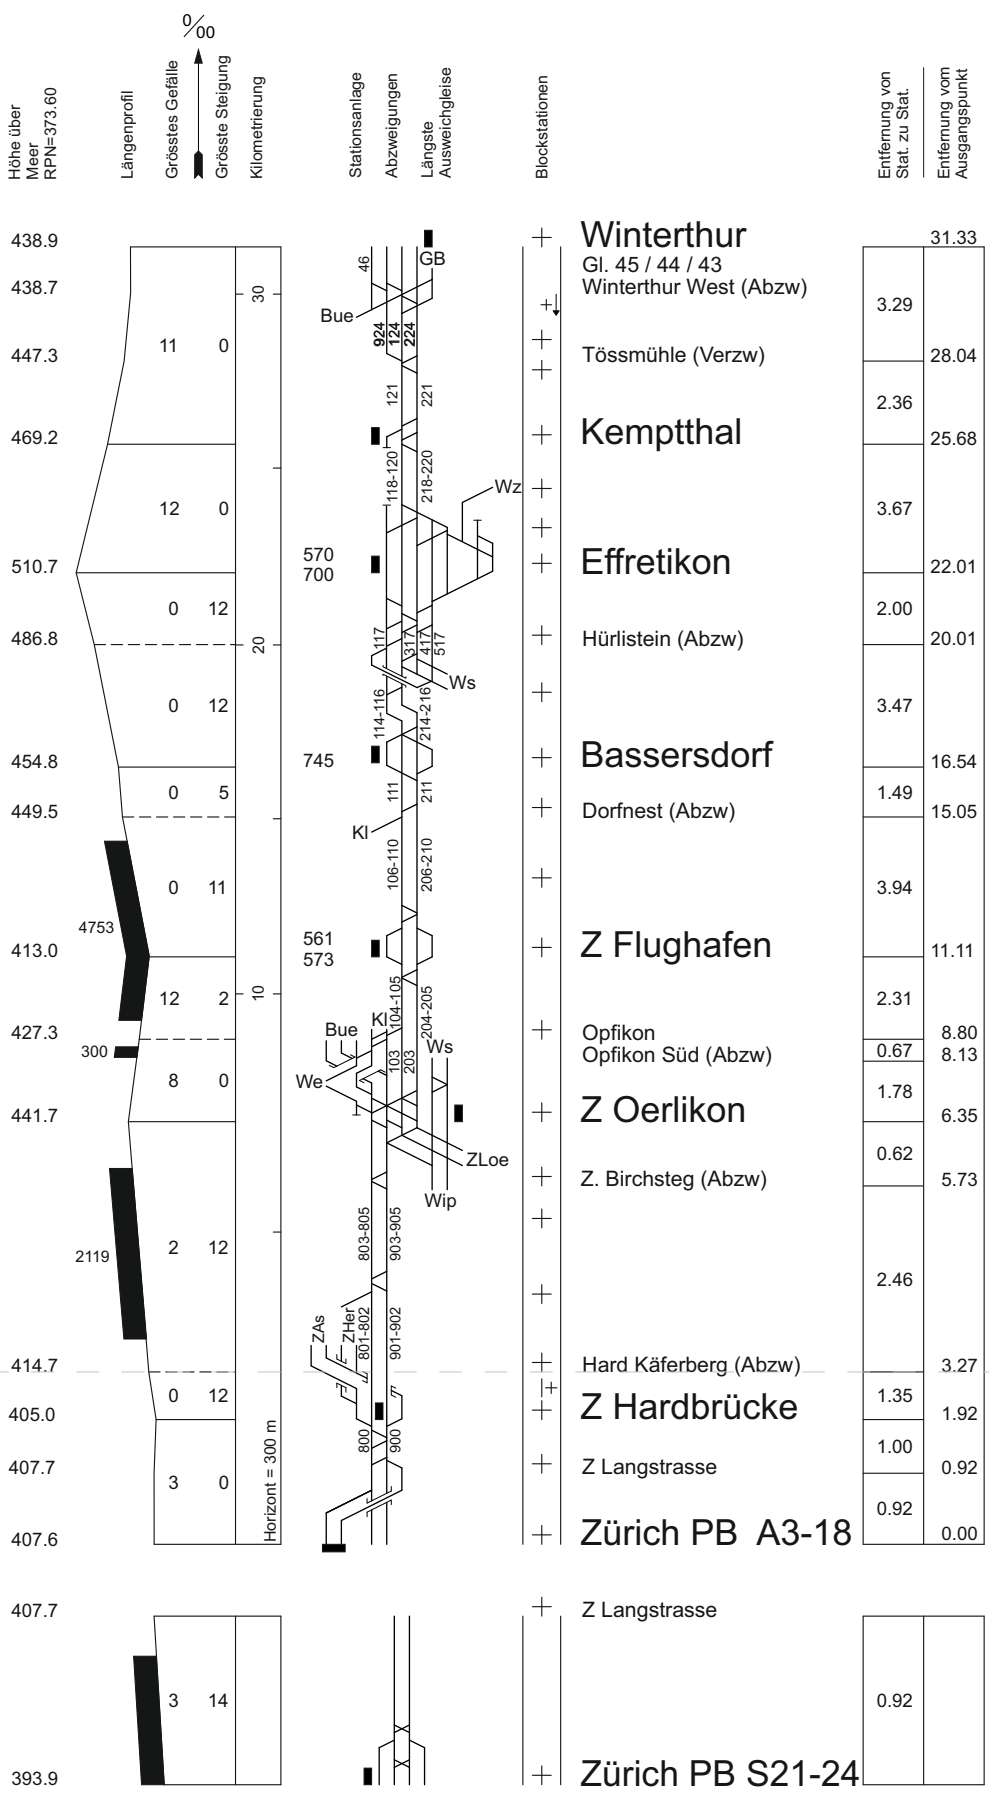 0/00
Höhe über
Meer
RPN=373.60
Längenprofil
Grösstes Gefälle
Grösste Steigung
Kilometrierung
Stationsanlage
Abzweigungen
Längste
Ausweichgleise
Blockstationen
Entfernung von
Stat. zu Stat.
Entfernung vom
Ausgangspunkt
438.9
Winterthur
31.33
46
GB
Gl. 45 / 44 / 43
438.7
30
Winterthur West (Abzw)
3.29
Bue
924
124
224
11 0
447.3
Tössmühle (Verzw)
28.04
121
221
2.36
469.2
Kemptthal
25.68
118-120
218-220
Wz
12 0
3.67
510.7
570
700
Effretikon
22.01
0 12
2.00
486.8
20
117
317
417
517
Hürlistein (Abzw)
20.01
Ws
0 12
114-116
214-216
3.47
454.8
745
Bassersdorf
16.54
0 5
111
211
1.49
449.5
Dorfnest (Abzw)
15.05
Kl
106-110
206-210
0 11
3.94
4753
413.0
561
573
Z Flughafen
11.11
12 2
10
104-105
204-205
2.31
427.3
Bue
Kl
Opfikon
8.80
300
103
203
Ws
Opfikon Süd (Abzw)
0.67
8.13
We
8 0
1.78
441.7
Z Oerlikon
6.35
ZLoe
0.62
Z. Birchsteg (Abzw)
5.73
Wip
2119
2 12
803-805
903-905
2.46
ZAs
ZHer
801-802
901-902
414.7
Hard Käferberg (Abzw)
3.27
0 12
1.35
405.0
Z Hardbrücke
1.92
800
900
1.00
407.7
Z Langstrasse
0.92
3 0
Horizont = 300 m
0.92
407.6
Zürich PB A3-18
0.00
407.7
Z Langstrasse
3 14
0.92
393.9
Zürich PB S21-24